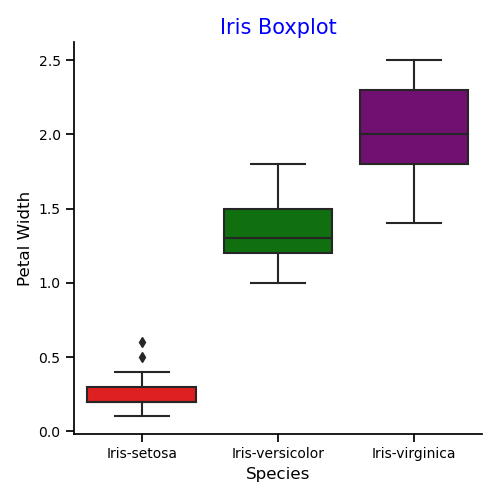 Iris Boxplot
2.5
2.0
1.5
1.0
0.5
0.0
Petal Width
Iris-setosa
Iris-versicolor
Iris-virginica
Species